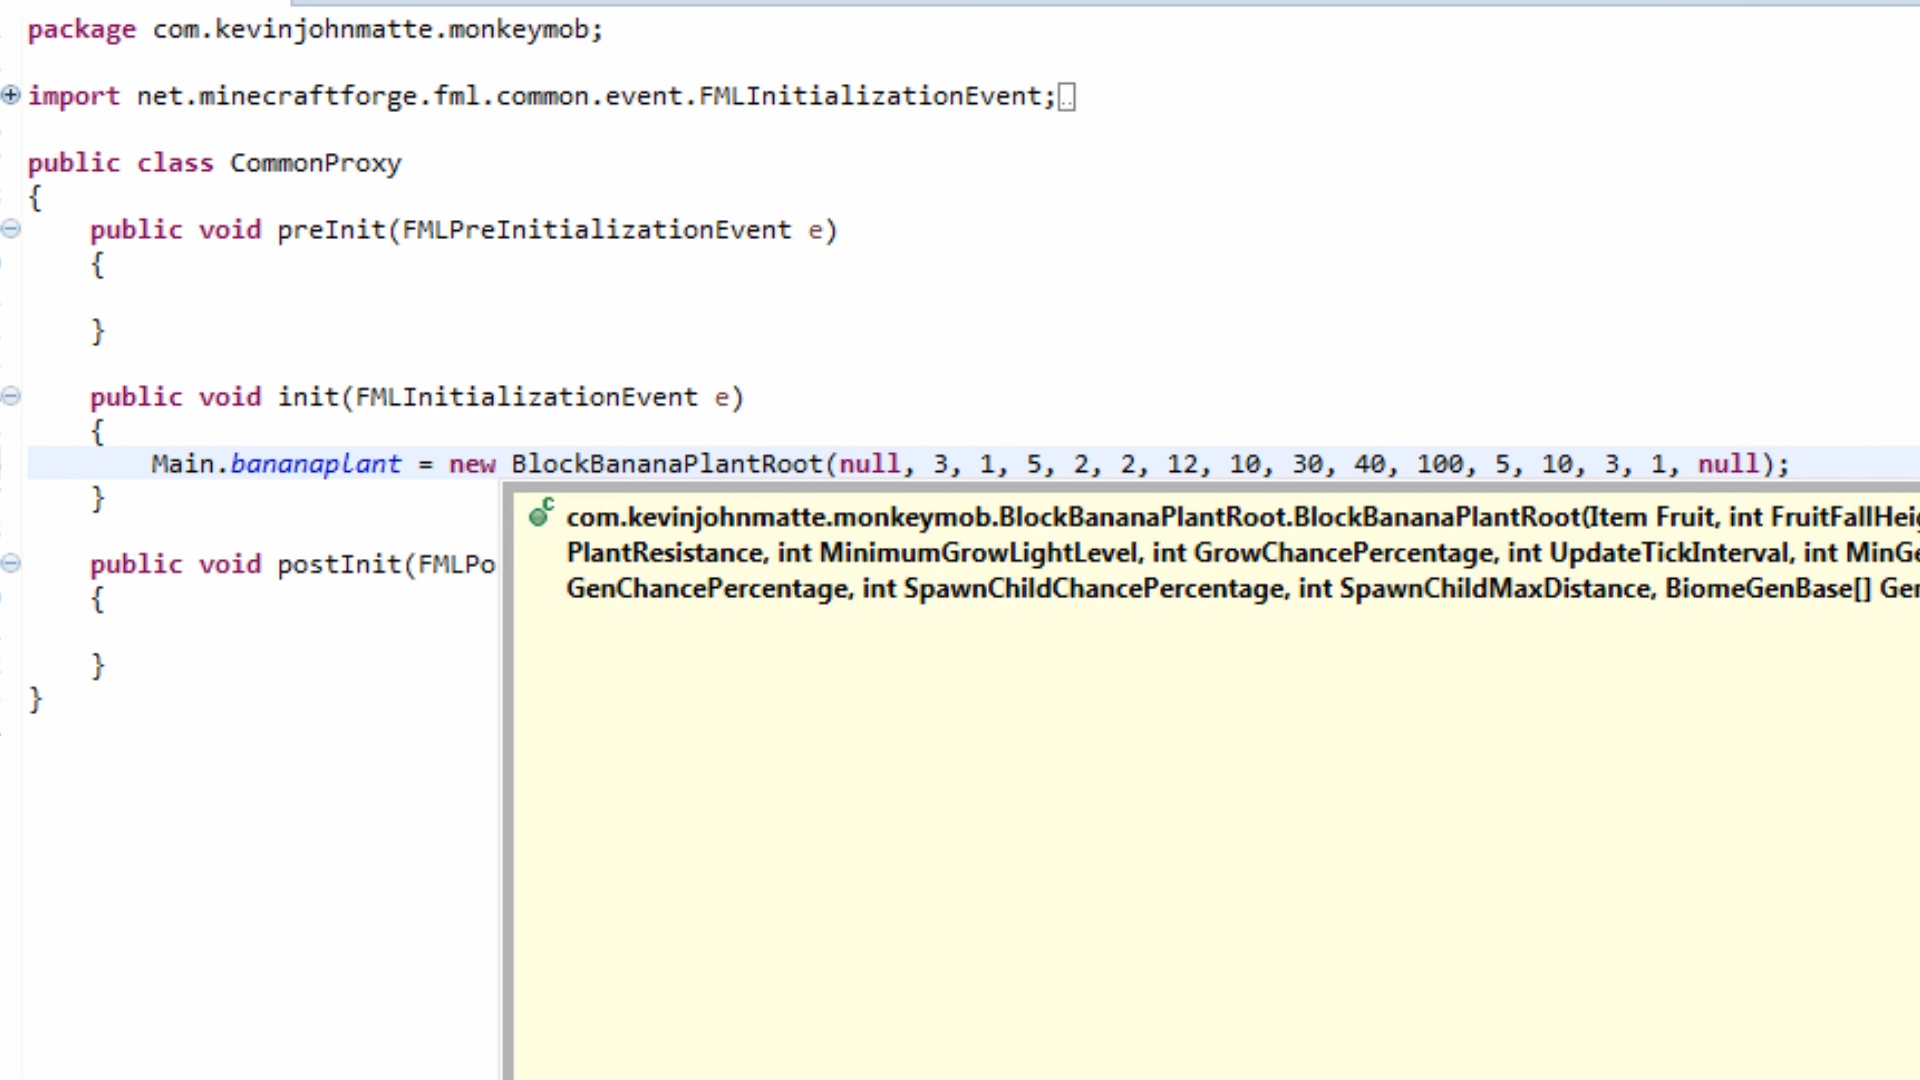 package com.kevinjohnmatte.monkeymob;
import net.minecraftforge.fml.common.event.FMLInitializationEvent;
public class CommonProxy
{
public void preInit(FMLPreInitializationEvent e)
{
}
public void init(FMLInitializationEvent e)
{
Main.bananaplant = new BlockBananaPlantRoot(null, 3, 1, 5, 2, 2, 12, 10, 30, 40, 100, 5, 10, 3, 1, null);
}
com.kevinjohnmatte.monkeymob.BlockBananaPlantRoot.BlockBananaPlantRoot(Item Fruit, int FruitFallHei
PlantResistance, int MinimumGrowLightLevel, int GrowChancePercentage, int UpdateTickInterval, int MinGe
GenChancePercentage, int SpawnChildChancePercentage, int SpawnChildMaxDistance, BiomeGenBase[] Ger
public void postInit(FMLPo
{
}
}